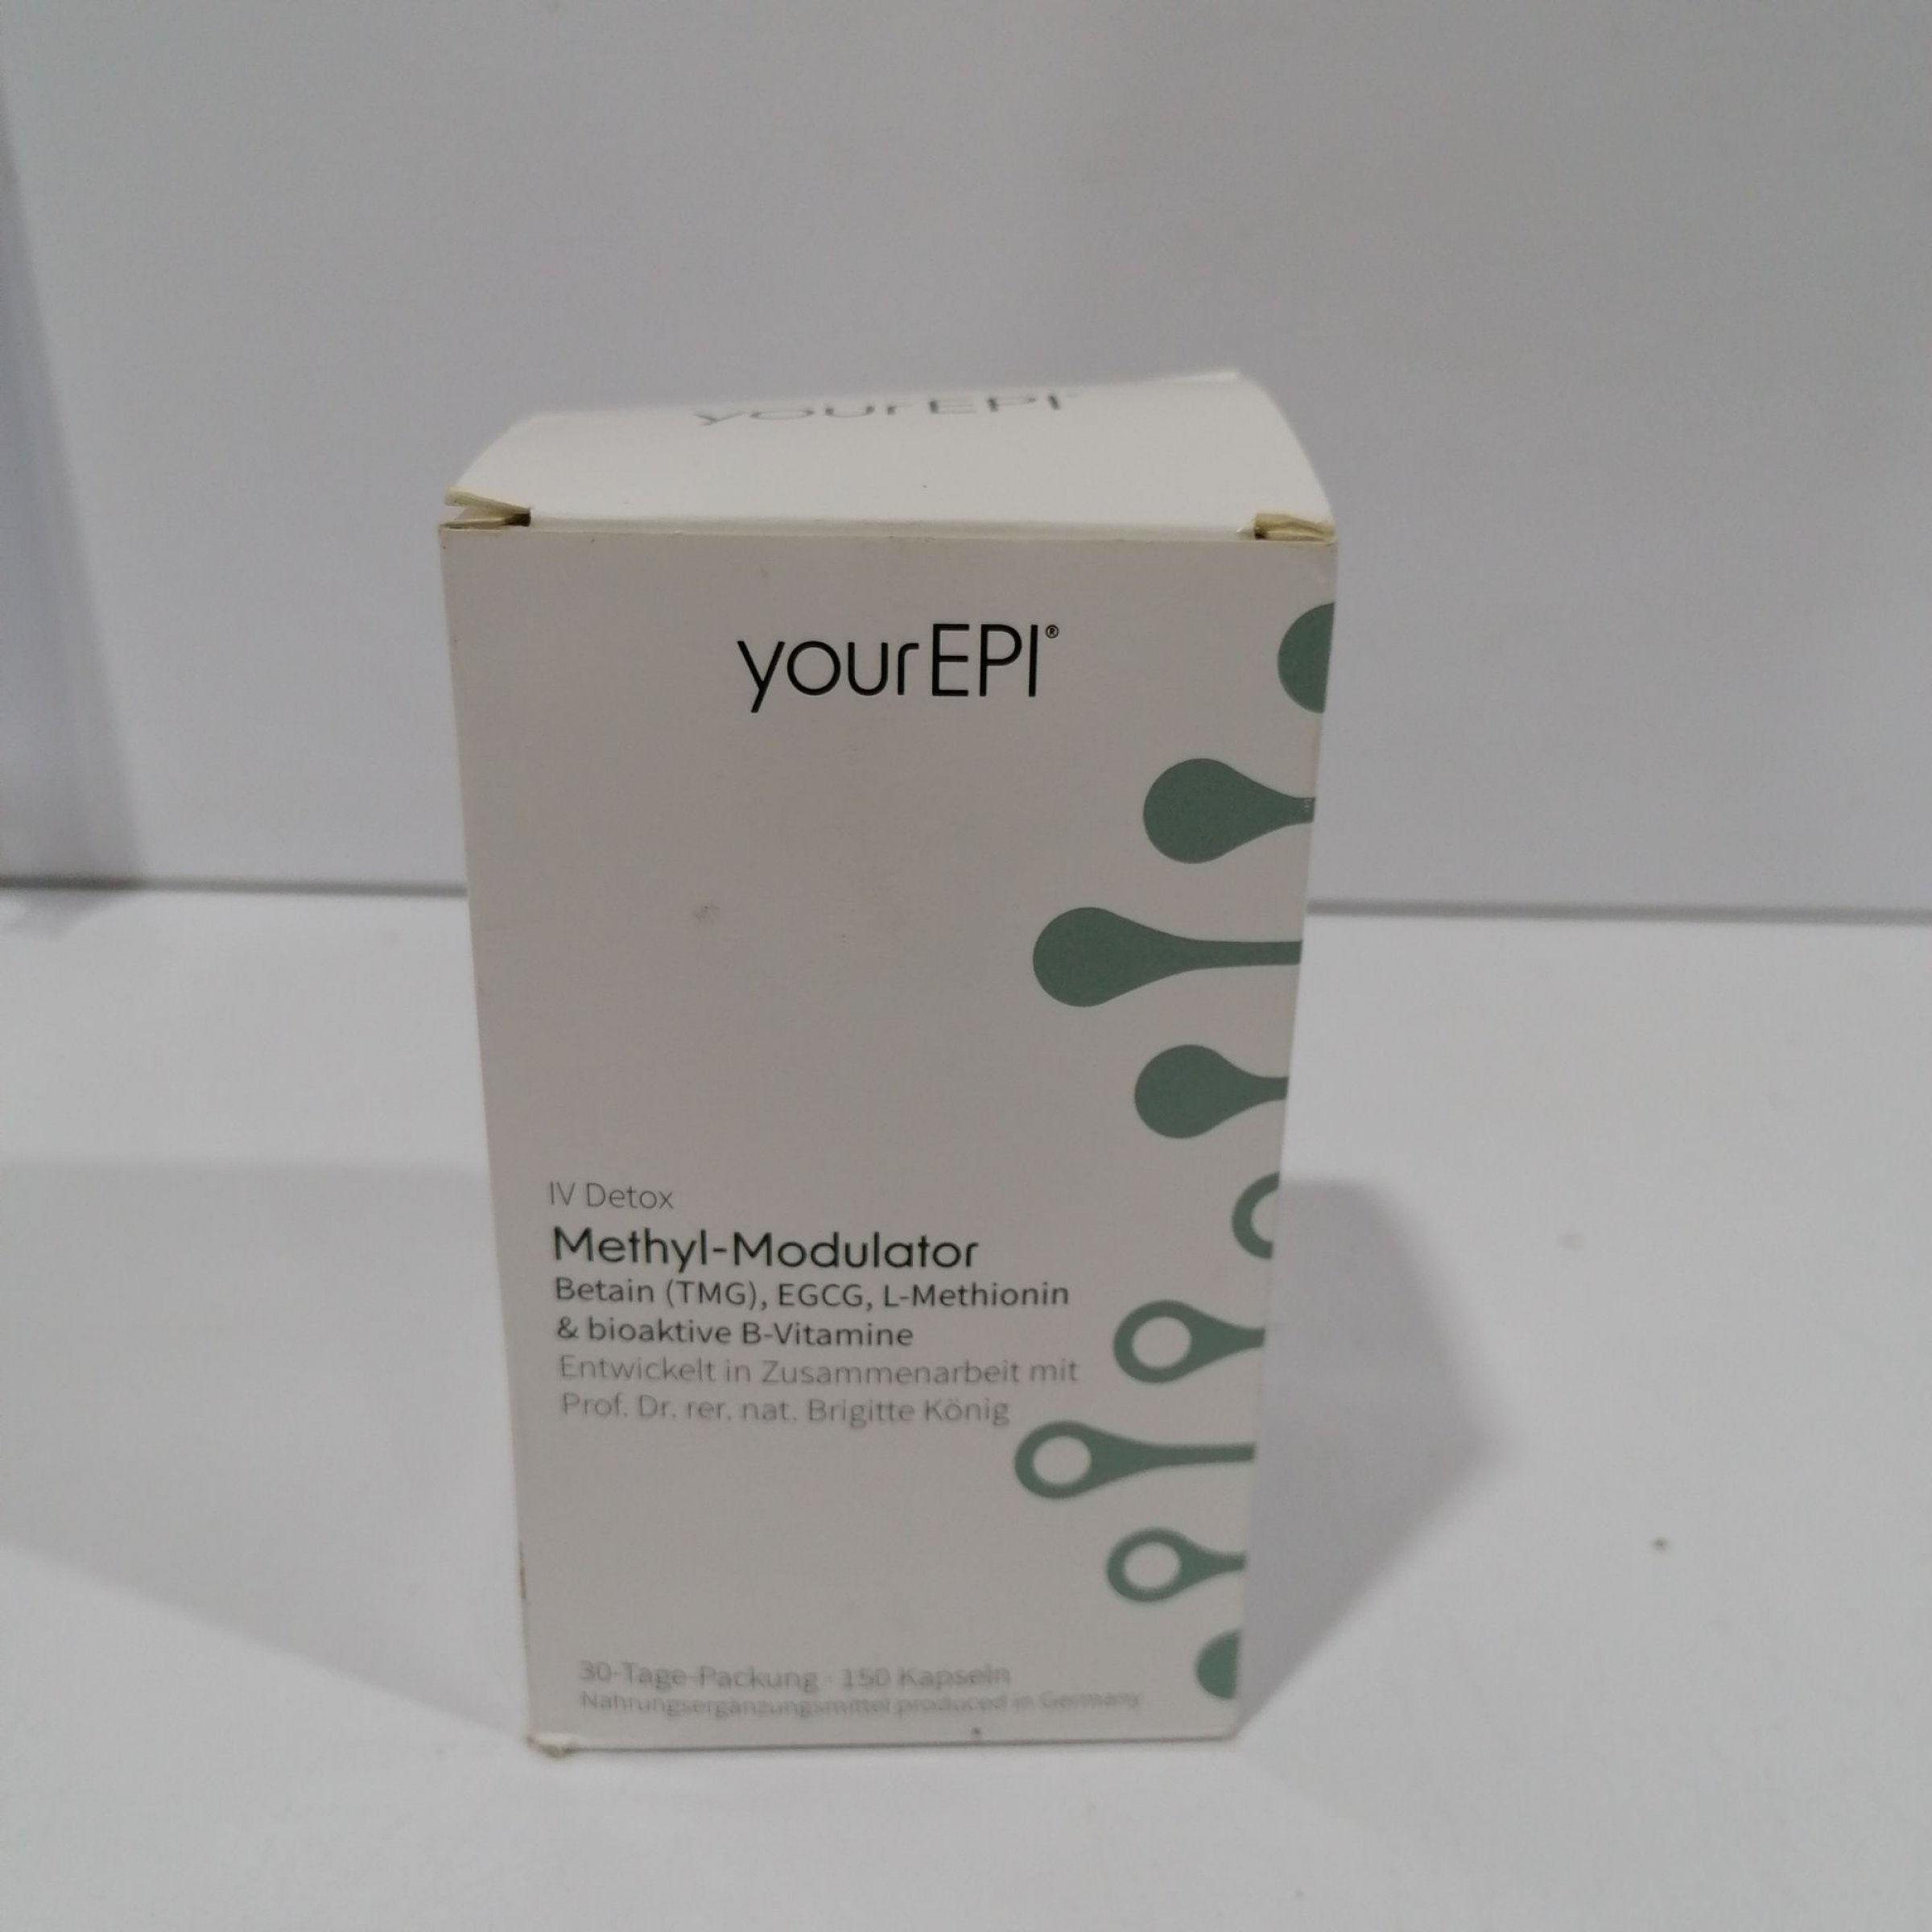 yourEPI
yourEPI®
IV Detox
Methyl-Modulator
Betain (TMG), EGCG, L-Methionin
& bioaktive B-Vitamine
Entwickelt in Zusammenarbeit mit
Prof. Dr. rer. nat. Brigitte König
30-Tage-Packung · 150 Kapseln
Nahrungsergänzungsmittel produced in Germany